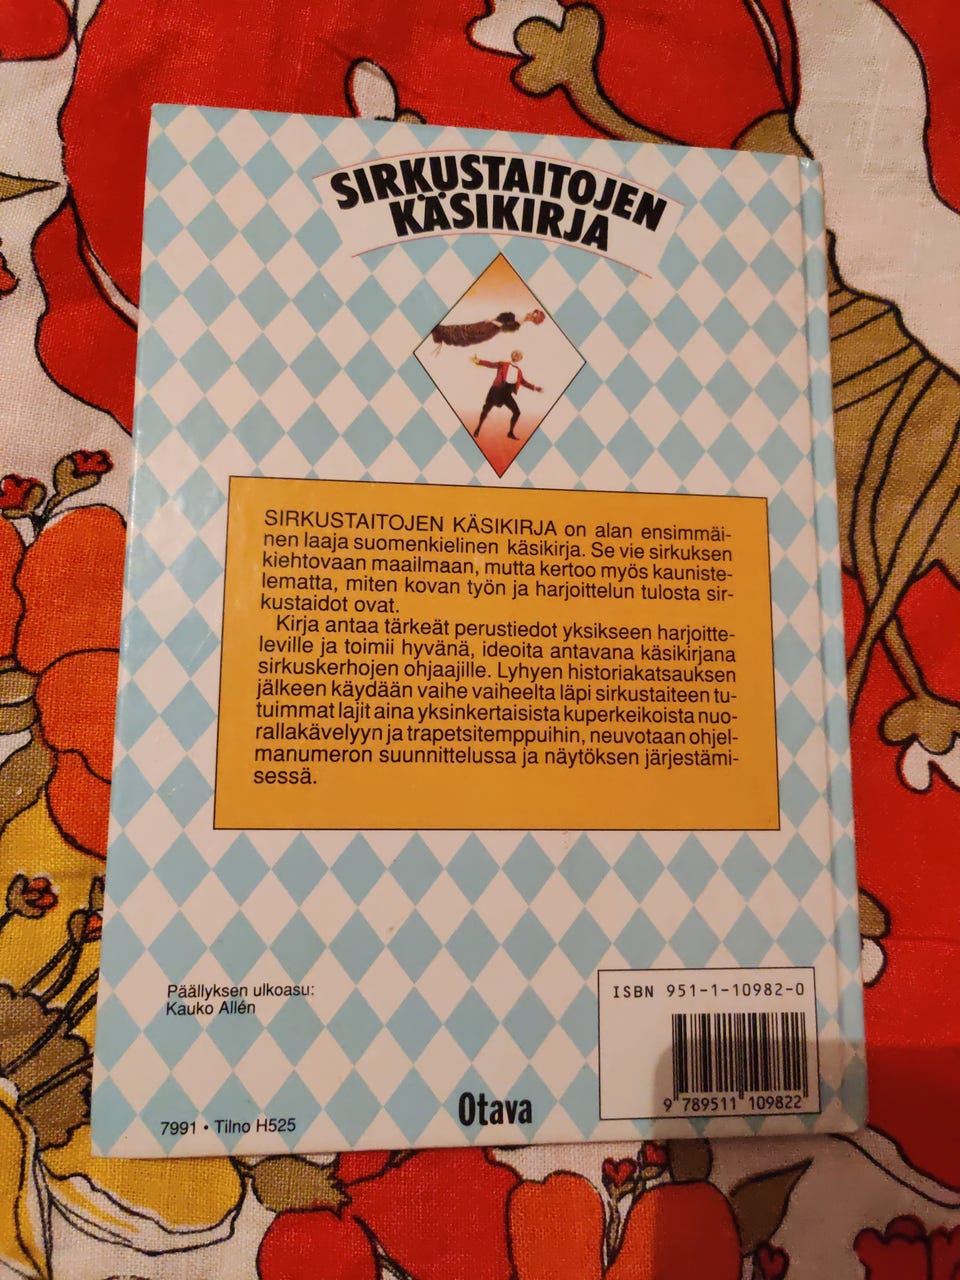 SIRKUSTAITOJEN
KÄSIKIRJA
SIRKUSTAITOJEN KÄSIKIRJA on alan ensimmäi-
nen laaja suomenkielinen käsikirja. Se vie sirkuksen
kiehtovaan maailmaan, mutta kertoo myös kauniste-
lematta, miten kovan työn ja harjoittelun tulosta sir-
kustaidot ovat.
Kirja antaa tärkeät perustiedot yksikseen harjoitte-
leville ja toimii hyvänä, ideoita antavana käsikirjana
sirkuskerhojen ohjaajille. Lyhyen historiakatsauksen
jälkeen käydään vaihe vaiheelta läpi sirkustaiteen tu-
tuimmat lajit aina yksinkertaisista kuperkeikoista nuo-
rallakävelyyn ja trapetsitemppuihin, neuvotaan ohjel-
manumeron suunnittelussa ja näytöksen järjestämi-
sessä.
Päällyksen ulkoasu:
Kauko Allén
7991 • Tilno H525
Otava
ISBN 951-1-10982-0
9 789511 109822